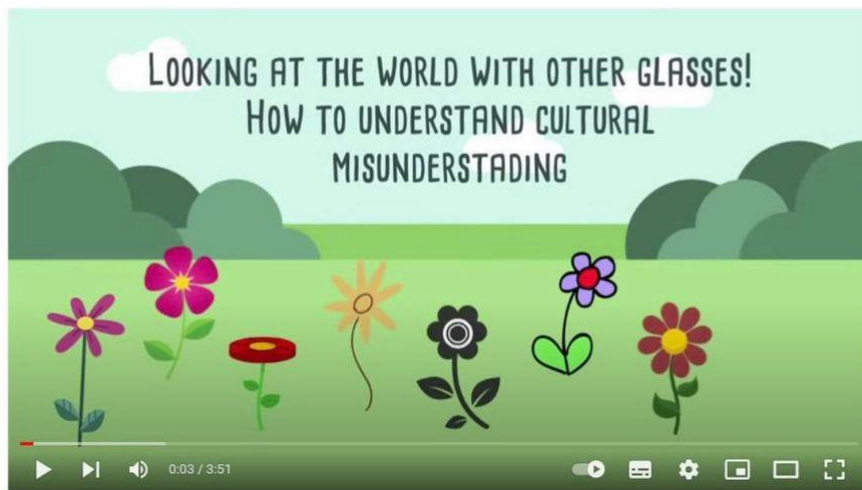 LOOKING AT THE WORLD WITH OTHER GLASSES!
HOW TO UNDERSTAND CULTURAL
MISUNDERSTADING
0:03 / 3:51